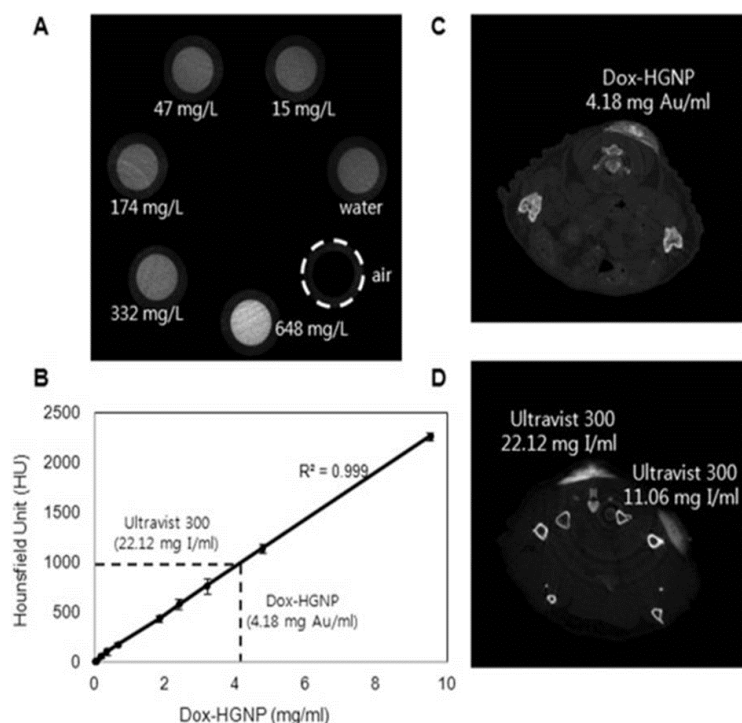 A
47 mg/L
15 mg/L
174 mg/L
water
air
332 mg/L
648 mg/L
B
2500
2000
1500
1000
500
0
Hounsfield Unit (HU)
R² = 0.999
Ultravist 300
(22.12 mg I/ml)
Dox-HGNP
(4.18 mg Au/ml)
0
2
4
6
8
10
Dox-HGNP (mg/ml)
C
Dox-HGNP
4.18 mg Au/ml
D
Ultravist 300
22.12 mg I/ml
Ultravist 300
11.06 mg I/ml